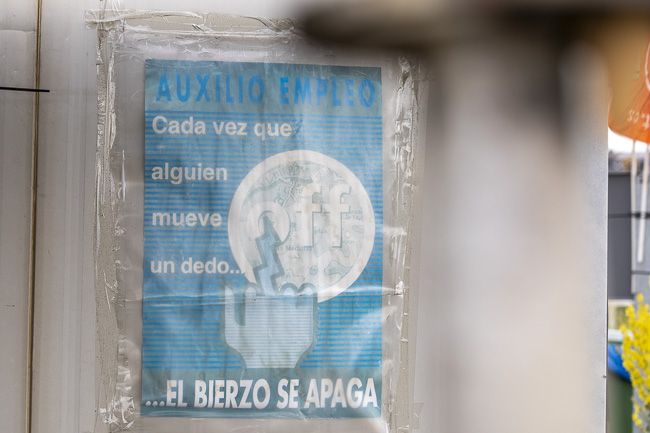 AUXILIO EMPLEO
Cada vez que
alguien
mueve
off
un dedo...
...EL BIERZO SE APAGA